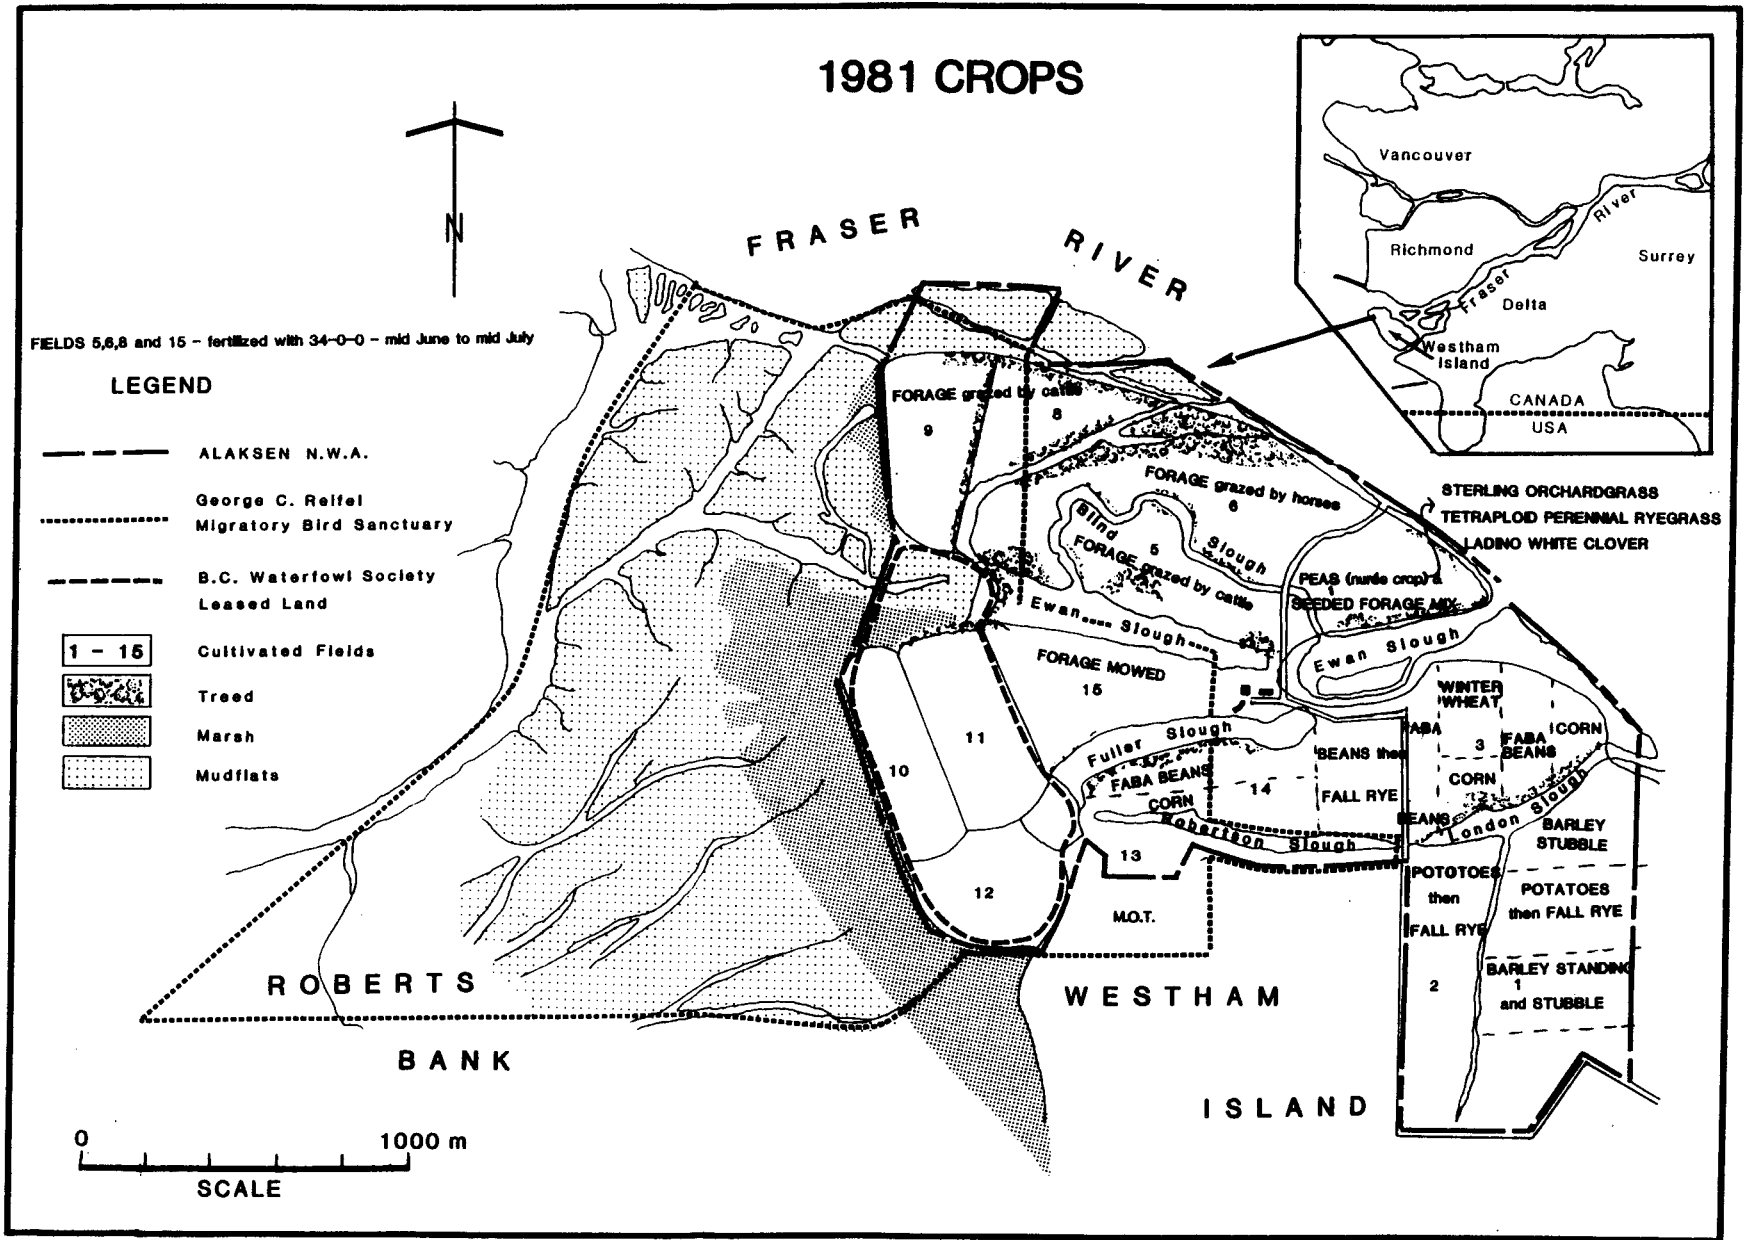 1981 CROPS
Vancouver
Richmond
Surrey
River
Fraser
Delta
Westham
Island
CANADA
USA
N
FRASER
RIVER
FIELDS 5,6,8 and 15 - fertilized with 34-0-0 - mid June to mid July
LEGEND
ALAKSEN N.W.A.
George C. Reifel
Migratory Bird Sanctuary
B.C. Waterfowl Society
Leased Land
1 - 15
Cultivated Fields
Treed
Marsh
Mudflats
FORAGE grazed by cattle
8
9
FORAGE grazed by horses
6
STERLING ORCHARDGRASS
TETRAPLOID PERENNIAL RYEGRASS
LADINO WHITE CLOVER
Blind
Slough
5
FORAGE grazed by cattle
PEAS (nurse crop) &
SEEDED FORAGE MIX
Ewan Slough
Ewan Slough
FORAGE MOWED
15
WINTER
WHEAT
FABA
3
FABA
BEANS
CORN
CORN
BEANS
Fuller Slough
BEANS then
FALL RYE
FABA BEANS
14
CORN
Robertson Slough
London Slough
11
10
12
13
M.O.T.
BARLEY
STUBBLE
POTOTOES
then
FALL RYE
2
POTATOES
then FALL RYE
BARLEY STANDING
1
and STUBBLE
ROBERTS
BANK
WESTHAM
ISLAND
0
1000 m
SCALE